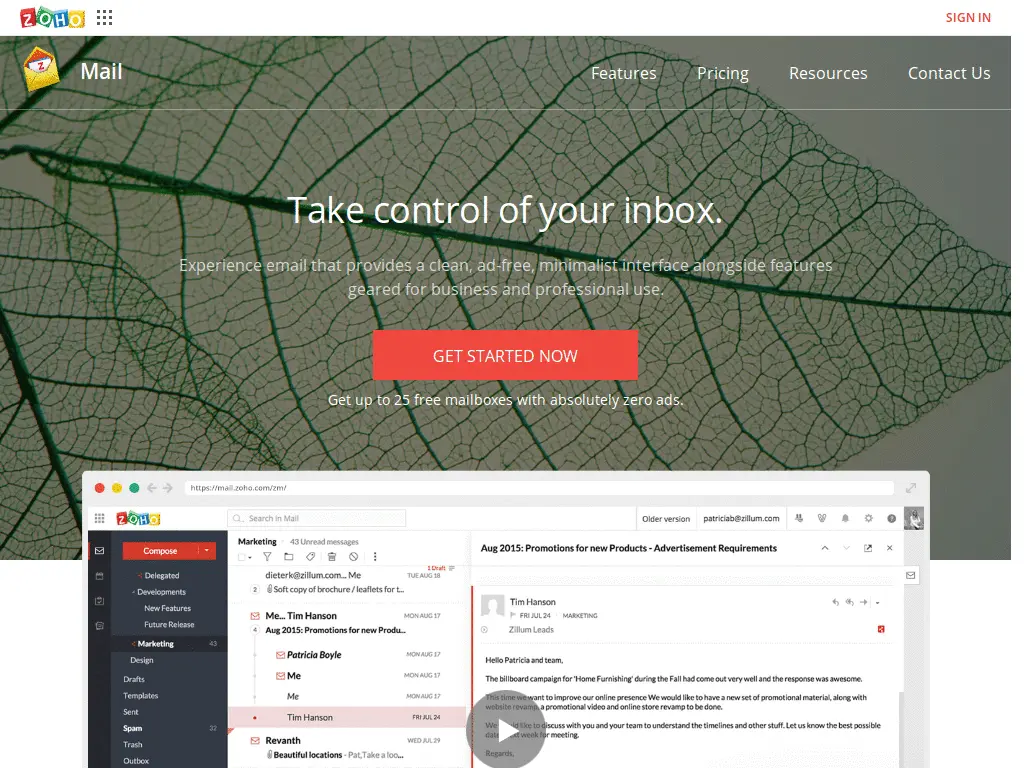 ZOHO
SIGN IN
Mail
Features
Pricing
Resources
Contact Us
Take control of your inbox.
Experience email that provides a clean, ad-free, minimalist interface alongside features
geared for business and professional use.
GET STARTED NOW
Get up to 25 free mailboxes with absolutely zero ads.
https://mail.zoho.com/zm/
ZOHO
Search in Mail
Older version
patriciab@zillum.com
Compose
Delegated
Developments
New Features
Future Release
Marketing 43
Design
Drafts
Templates
Sent
Spam 32
Trash
Outbox
Marketing 43 Unread messages
1 Draft
dieterk@zillum.com... Me TUE AUG 18
2 Soft copy of brochure / leaflets for t...
Me... Tim Hanson MON AUG 17
4 Aug 2015: Promotions for new Produ...
Patricia Boyle MON AUG 17
Me MON AUG 17
Me MON AUG 17
Tim Hanson FRI JUL 24
Revanth WED JUL 29
Beautiful locations - Pat,Take a loo...
Aug 2015: Promotions for new Products - Advertisement Requirements
Tim Hanson
FRI JUL 24 · MARKETING
Zillum Leads
Hello Patricia and team,
The billboard campaign for 'Home Furnishing' during the Fall had come out very well and the response was awesome.
This time we want to improve our online presence We would like to have a new set of promotional material, along with
website revamp, a promotional video and online store revamp to be done.
We would like to discuss with you and your team to understand the timelines and other stuff. Let us know the best possible
week for meeting.
Regards,